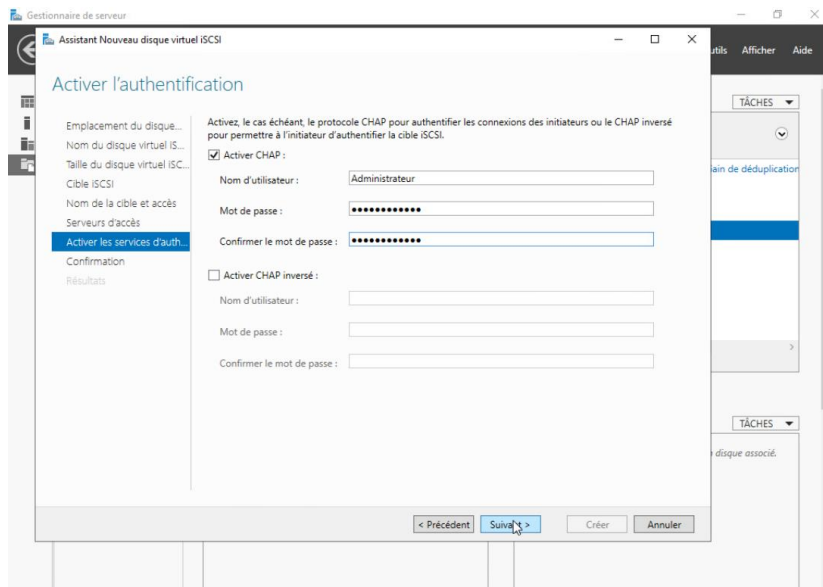 Gestionnaire de serveur
Assistant Nouveau disque virtuel iSCSI
utils Afficher Aide
Activer l'authentification
TÂCHES
Emplacement du disque...
Nom du disque virtuel iS...
Taille du disque virtuel iSC...
Cible iSCSI
Nom de la cible et accès
Serveurs d'accès
Activer les services d'auth...
Confirmation
Résultats
Activez, le cas échéant, le protocole CHAP pour authentifier les connexions des initiateurs ou le CHAP inversé
pour permettre à l'initiateur d'authentifier la cible iSCSI.
Activer CHAP :
Nom d'utilisateur : Administrateur
Mot de passe : ●●●●●●●●●●●●
Confirmer le mot de passe : ●●●●●●●●●●●●
Activer CHAP inversé :
Nom d'utilisateur :
Mot de passe :
Confirmer le mot de passe :
ain de déduplication
TÂCHES
disque associé.
< Précédent Suivant > Créer Annuler